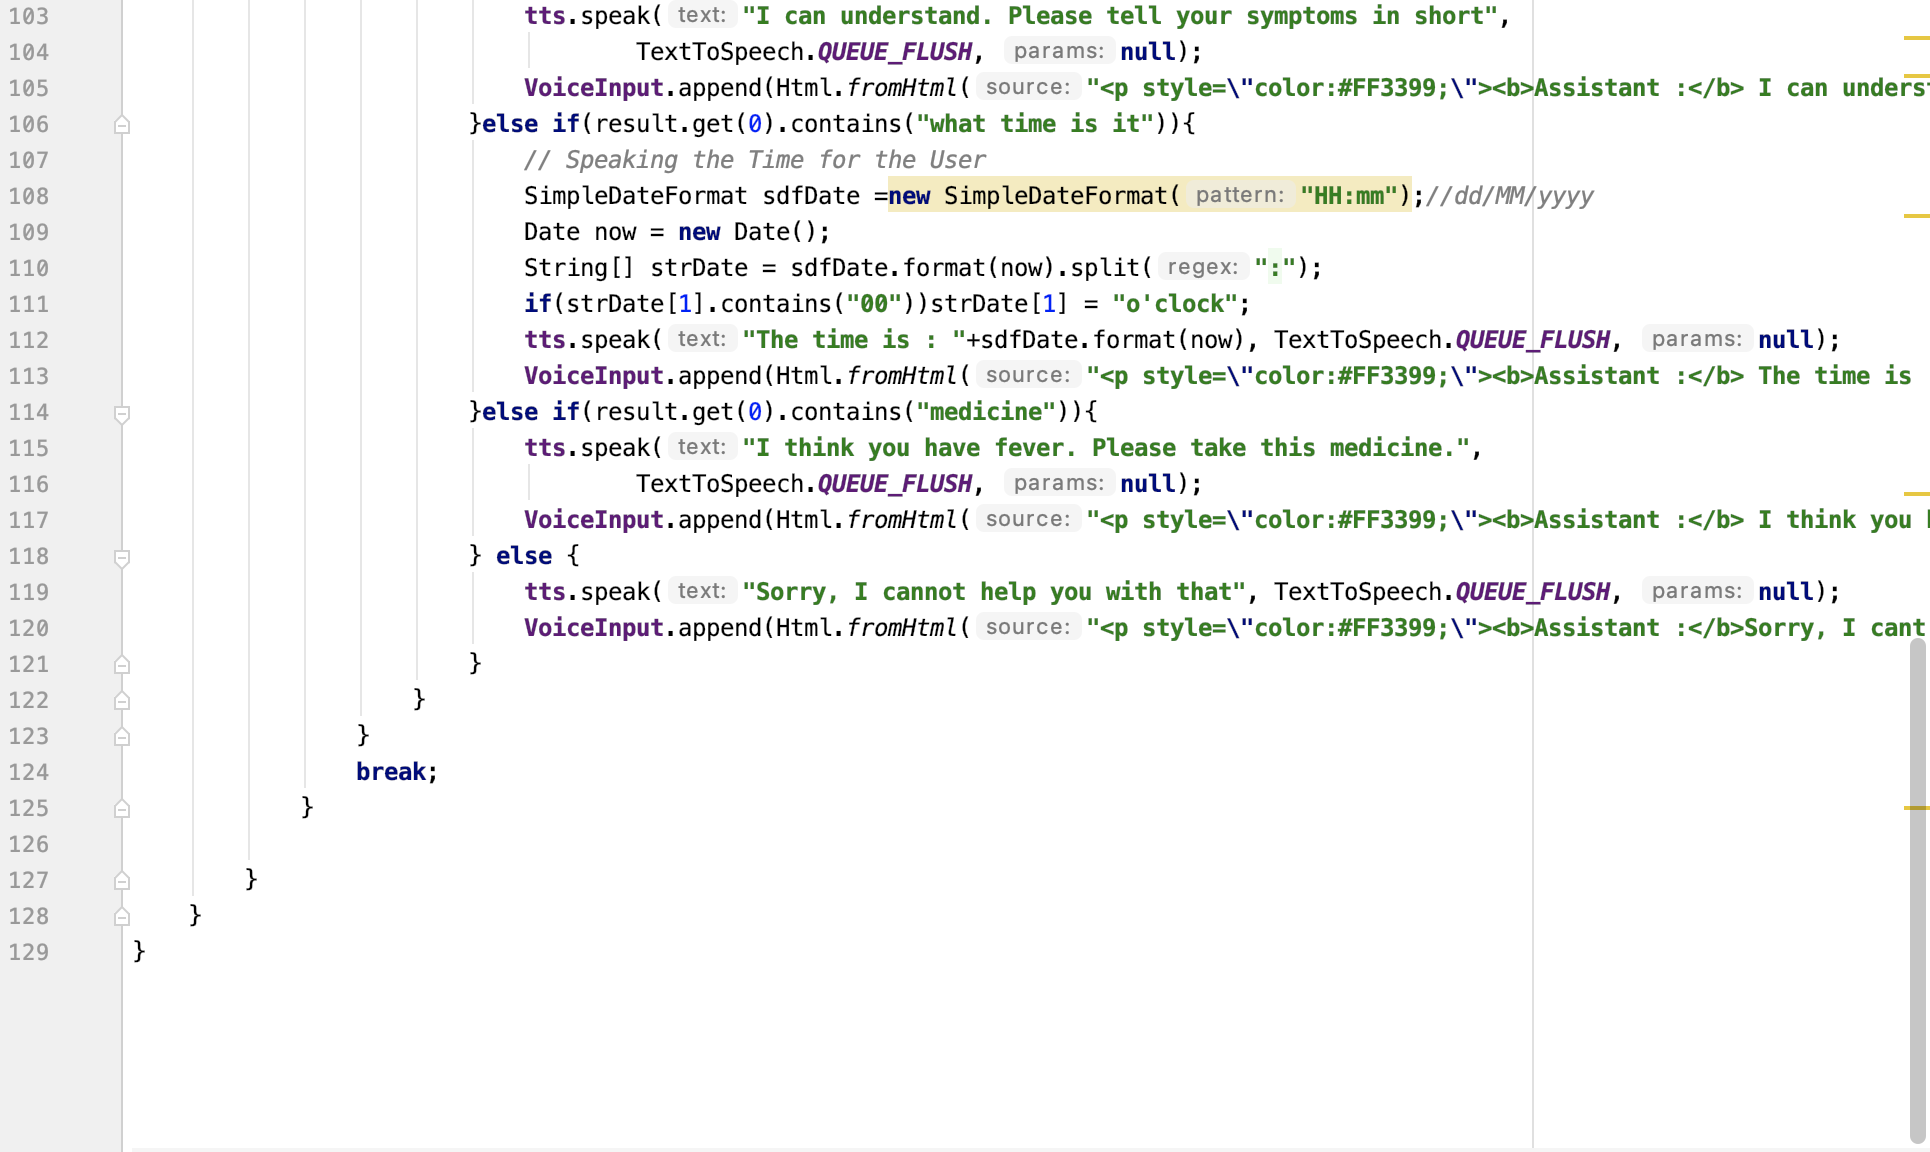 103 tts.speak( text: "I can understand. Please tell your symptoms in short",
104 TextToSpeech.QUEUE_FLUSH, params: null);
105 VoiceInput.append(Html.fromHtml( source: "<p style=\"color:#FF3399;\"><b>Assistant :</b> I can unders
106 }else if(result.get(0).contains("what time is it")){
107 // Speaking the Time for the User
108 SimpleDateFormat sdfDate =new SimpleDateFormat( pattern: "HH:mm");//dd/MM/yyyy
109 Date now = new Date();
110 String[] strDate = sdfDate.format(now).split( regex: ":");
111 if(strDate[1].contains("00"))strDate[1] = "o'clock";
112 tts.speak( text: "The time is : "+sdfDate.format(now), TextToSpeech.QUEUE_FLUSH, params: null);
113 VoiceInput.append(Html.fromHtml( source: "<p style=\"color:#FF3399;\"><b>Assistant :</b> The time is
114 }else if(result.get(0).contains("medicine")){
115 tts.speak( text: "I think you have fever. Please take this medicine.",
116 TextToSpeech.QUEUE_FLUSH, params: null);
117 VoiceInput.append(Html.fromHtml( source: "<p style=\"color:#FF3399;\"><b>Assistant :</b> I think you
118 } else {
119 tts.speak( text: "Sorry, I cannot help you with that", TextToSpeech.QUEUE_FLUSH, params: null);
120 VoiceInput.append(Html.fromHtml( source: "<p style=\"color:#FF3399;\"><b>Assistant :</b>Sorry, I cant
121 }
122 }
123 }
124 break;
125 }
126
127 }
128 }
129 }